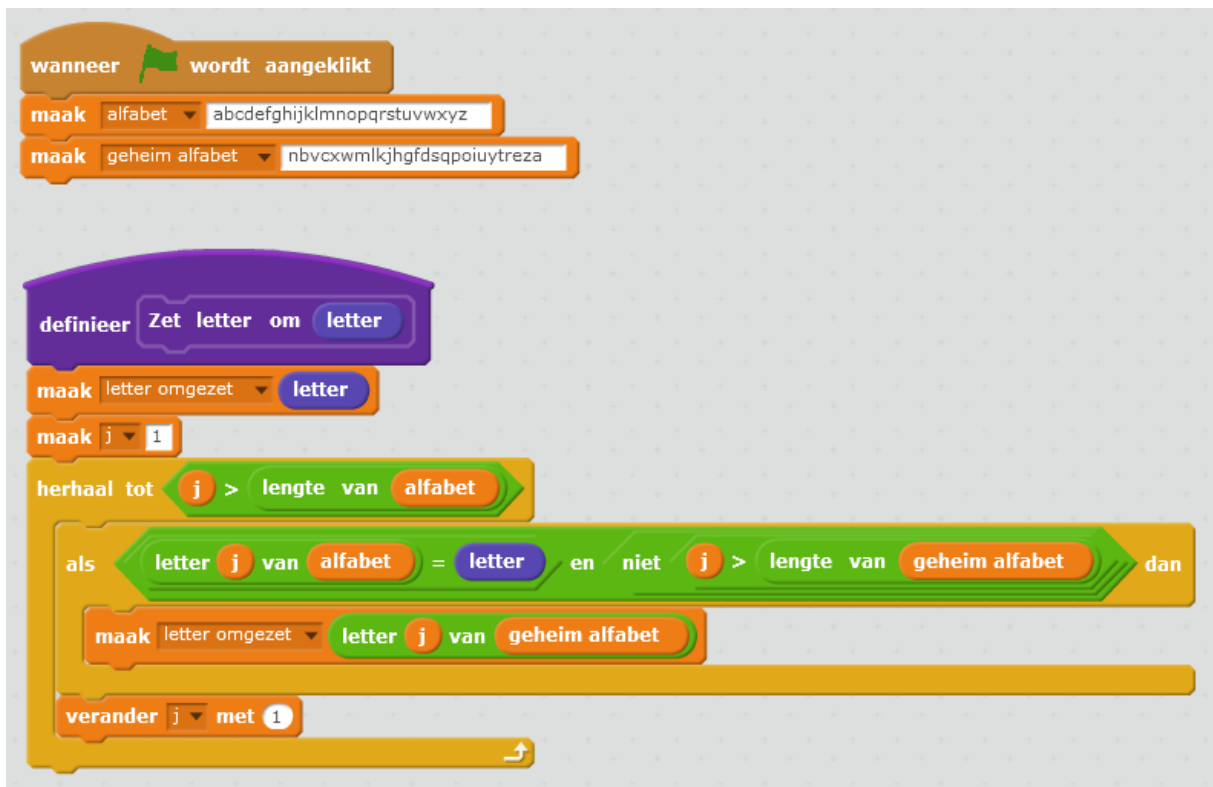 wanneer wordt aangeklikt
maak alfabet abcdefghijklmnopqrstuvwxyz
maak geheim alfabet nbvcxwmlkjhgfdsqpoiuytreza
definieer Zet letter om letter
maak letter omgezet letter
maak j 1
herhaal tot j > lengte van alfabet
als letter j van alfabet = letter en niet j > lengte van geheim alfabet dan
maak letter omgezet letter j van geheim alfabet
verander j met 1